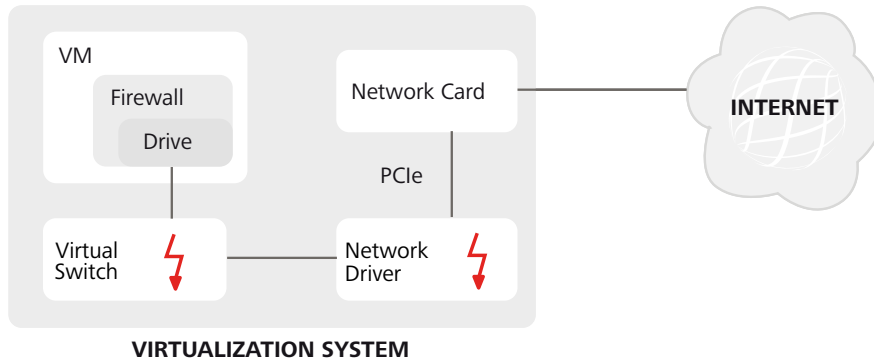 VM
Firewall
Drive
Network Card
INTERNET
PCIe
Virtual
Switch
Network
Driver
VIRTUALIZATION SYSTEM